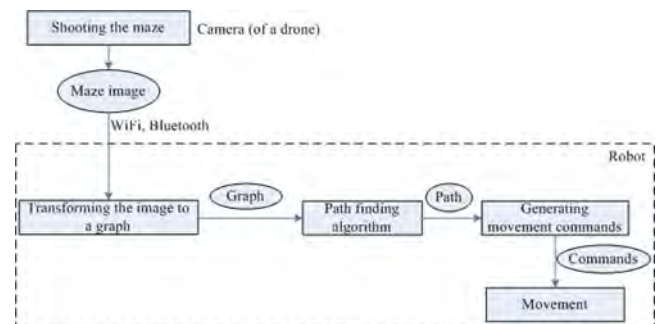 Shooting the maze
Camera (of a drone)
Maze image
WiFi, Bluetooth
Robot
Transforming the image to
a graph
Graph
Path finding
algorithm
Path
Generating
movement commands
Commands
Movement